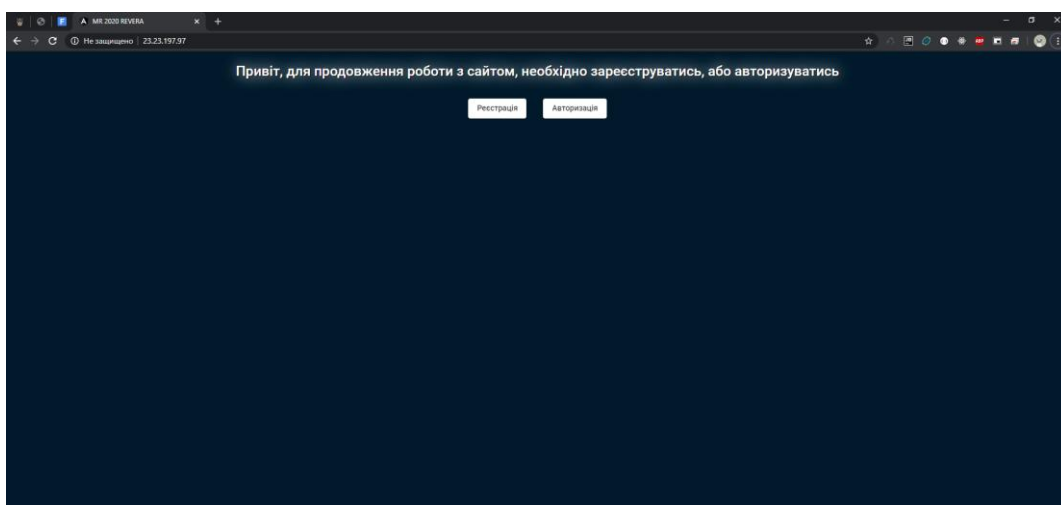 MR 2020 REVERA
Не защищено | 23.23.197.97
Привіт, для продовження роботи з сайтом, необхідно зареєструватись, або авторизуватись
Реєстрація Авторизація